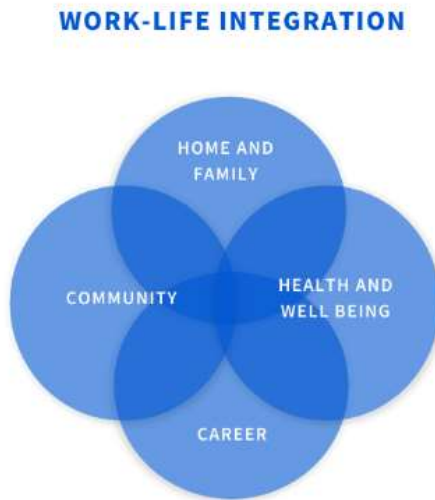 WORK-LIFE INTEGRATION
HOME AND
FAMILY
COMMUNITY
HEALTH AND
WELL BEING
CAREER